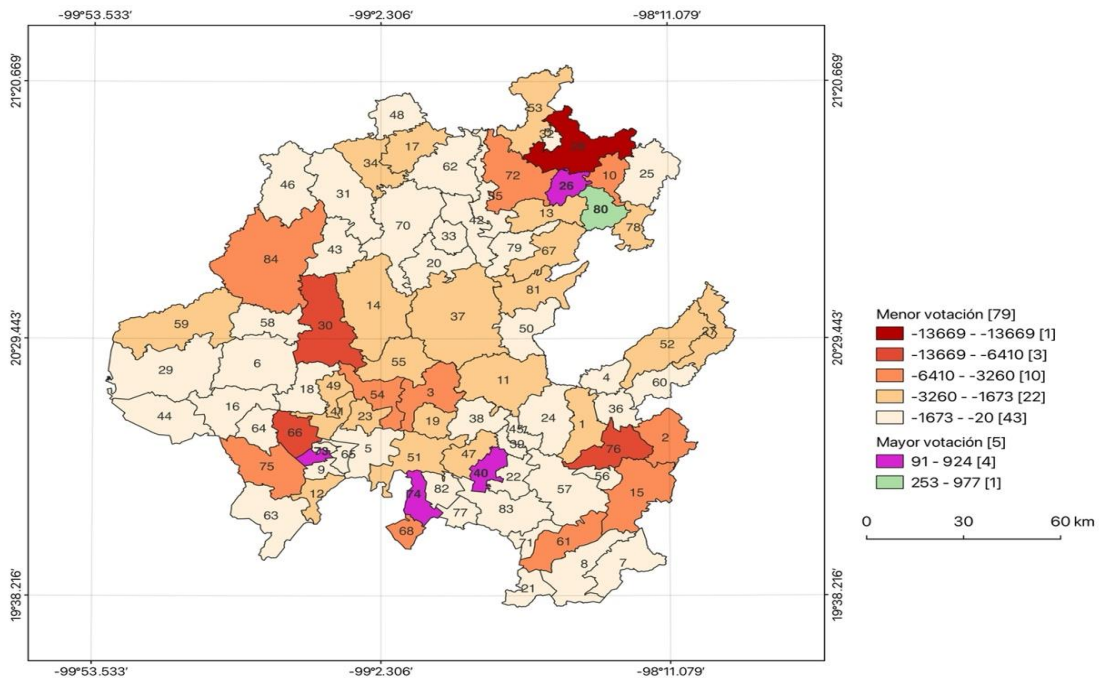 -99°53.533′ -99°2.306′ -98°11.079′
21°20.669′ 21°20.669′
53
48
17
34 62
72 10 25
46 26
31 35 80
13
70 42 78
33
43 79 67
84 20
81
14 37
59 58 30 50
20°29.443′ 20°29.443′
52 27
29 6 55
11 4 60
18 49 54 3
16 36
44 41 23 19 38 24 1
64 66 2
5 76
65 51 47
75 9 40 22 56
12 74 82 57 15
63 77 83
68
71 61
8 7
21
19°38.216′ 19°38.216′
-99°53.533′ -99°2.306′ -98°11.079′
Menor votación [79]
-13669 - -13669 [1]
-13669 - -6410 [3]
-6410 - -3260 [10]
-3260 - -1673 [22]
-1673 - -20 [43]
Mayor votación [5]
91 - 924 [4]
253 - 977 [1]
0 30 60 km